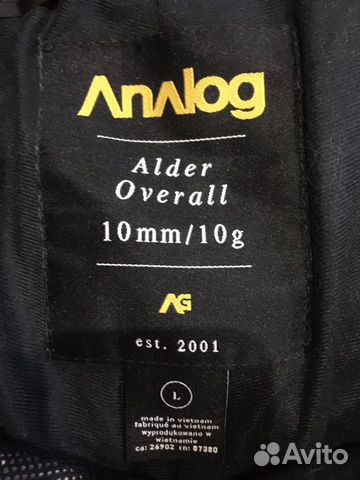 Analog
Alder
Overall
10mm/10g
AG
est. 2001
L
made in vietnam
fabriqué au vietnam
wyprodukowano w
wietnamie
ca: 26902 rn: 87380
Avito